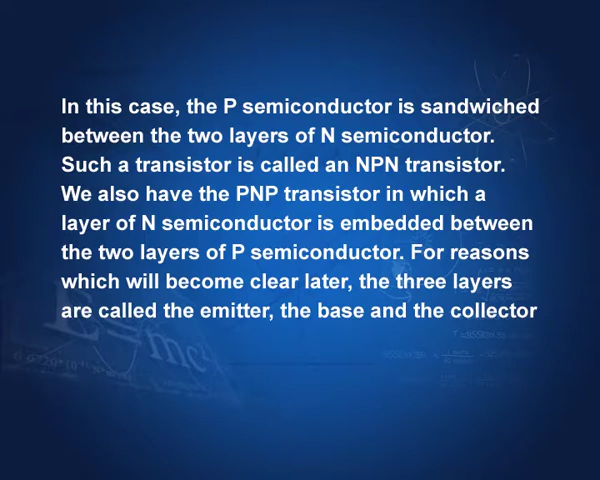 In this case, the P semiconductor is sandwiched
between the two layers of N semiconductor.
Such a transistor is called an NPN transistor.
We also have the PNP transistor in which a
layer of N semiconductor is embedded between
the two layers of P semiconductor. For reasons
which will become clear later, the three layers
are called the emitter, the base and the collector